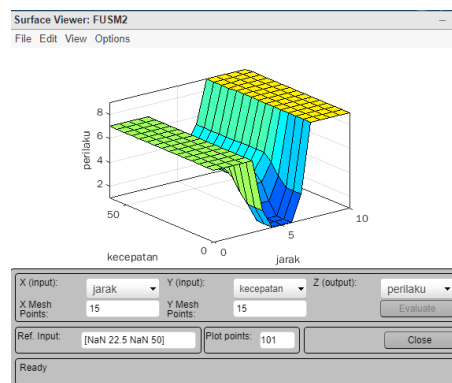 Surface Viewer: FUSM2
File Edit View Options
8
6
4
2
perilaku
50
0
kecepatan
0
5
10
jarak
X (input):
jarak
Y (input):
kecepatan
Z (output):
perilaku
X Mesh Points:
15
Y Mesh Points:
15
Evaluate
Ref. Input:
[NaN 22.5 NaN 50]
Plot points:
101
Close
Ready